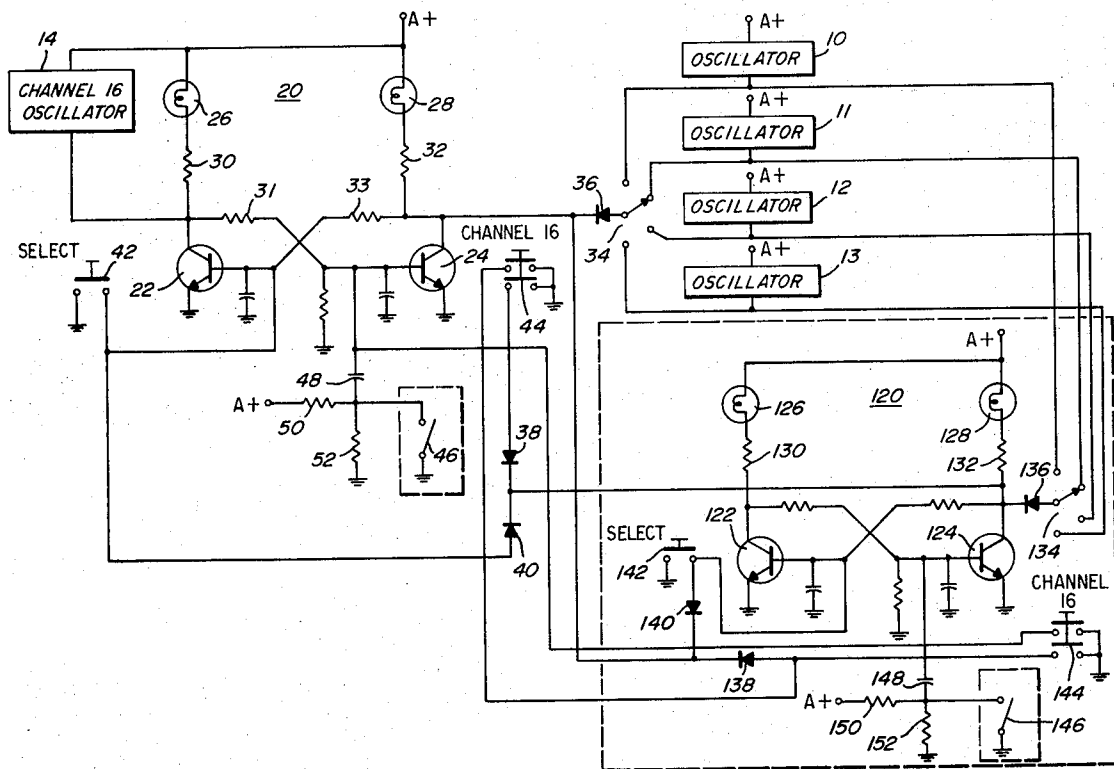 A+
A+
14
10
OSCILLATOR
CHANNEL 16
OSCILLATOR
20
26
28
A+
11
OSCILLATOR
30
32
A+
12
OSCILLATOR
31
33
36
CHANNEL 16
34
A+
13
OSCILLATOR
SELECT
42
22
24
44
A+
48
A+
50
126
120
128
46
52
38
130
132
136
40
122
SELECT
124
134
142
CHANNEL
16
140
138
148
144
A+
150
146
152